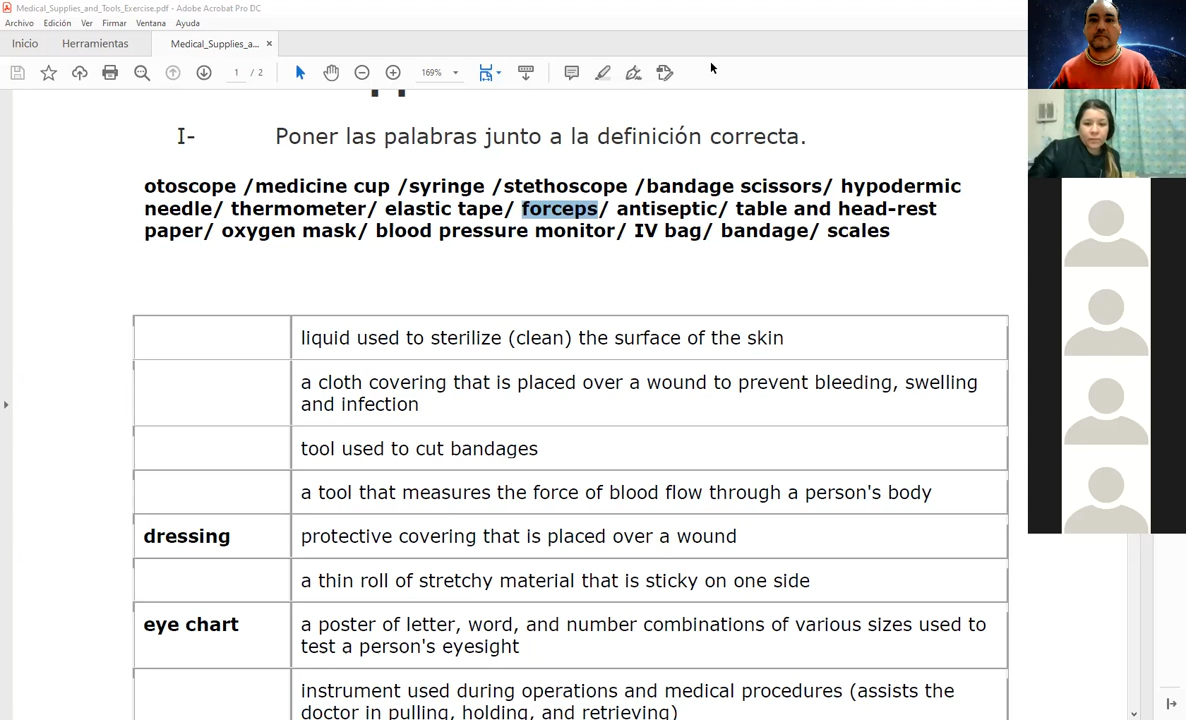 Medical_Supplies_and_Tools_Exercise.pdf - Adobe Acrobat Pro DC
Archivo Edición Ver Firmar Ventana Ayuda
Inicio Herramientas Medical_Supplies_a... ×
1 / 2 169%
I- Poner las palabras junto a la definición correcta.
otoscope /medicine cup /syringe /stethoscope /bandage scissors/ hypodermic
needle/ thermometer/ elastic tape/ forceps/ antiseptic/ table and head-rest
paper/ oxygen mask/ blood pressure monitor/ IV bag/ bandage/ scales
liquid used to sterilize (clean) the surface of the skin
a cloth covering that is placed over a wound to prevent bleeding, swelling
and infection
tool used to cut bandages
a tool that measures the force of blood flow through a person's body
dressing protective covering that is placed over a wound
a thin roll of stretchy material that is sticky on one side
eye chart a poster of letter, word, and number combinations of various sizes used to
test a person's eyesight
instrument used during operations and medical procedures (assists the
doctor in pulling, holding, and retrieving)